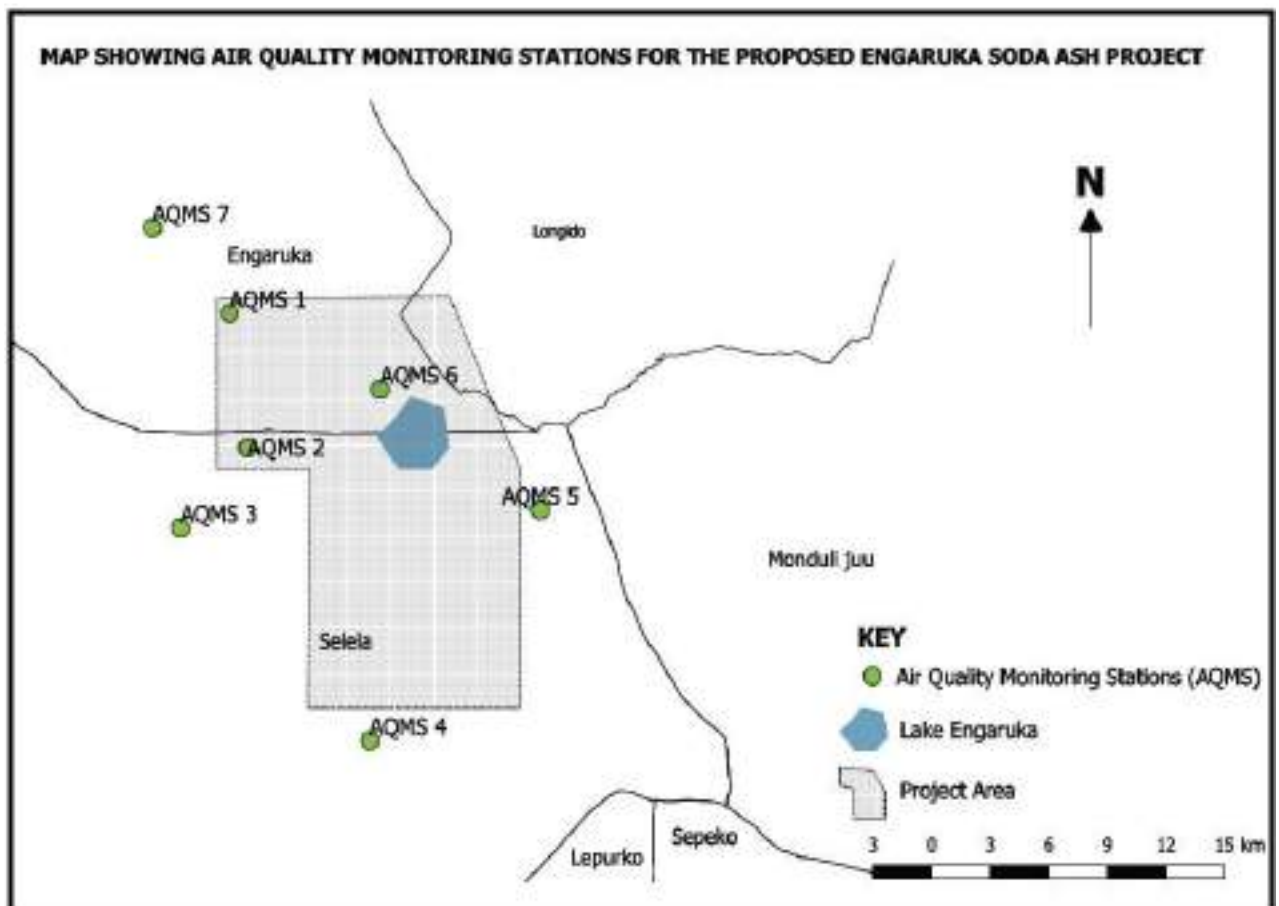 MAP SHOWING AIR QUALITY MONITORING STATIONS FOR THE PROPOSED ENGARUKA SODA ASH PROJECT
N
AQMS 7
Longido
Engaruka
AQMS 1
AQMS 6
AQMS 2
AQMS 5
AQMS 3
Monduli juu
Selela
KEY
Air Quality Monitoring Stations (AQMS)
AQMS 4
Lake Engaruka
Project Area
Sepeko
Lepurko
3 0 3 6 9 12 15 km